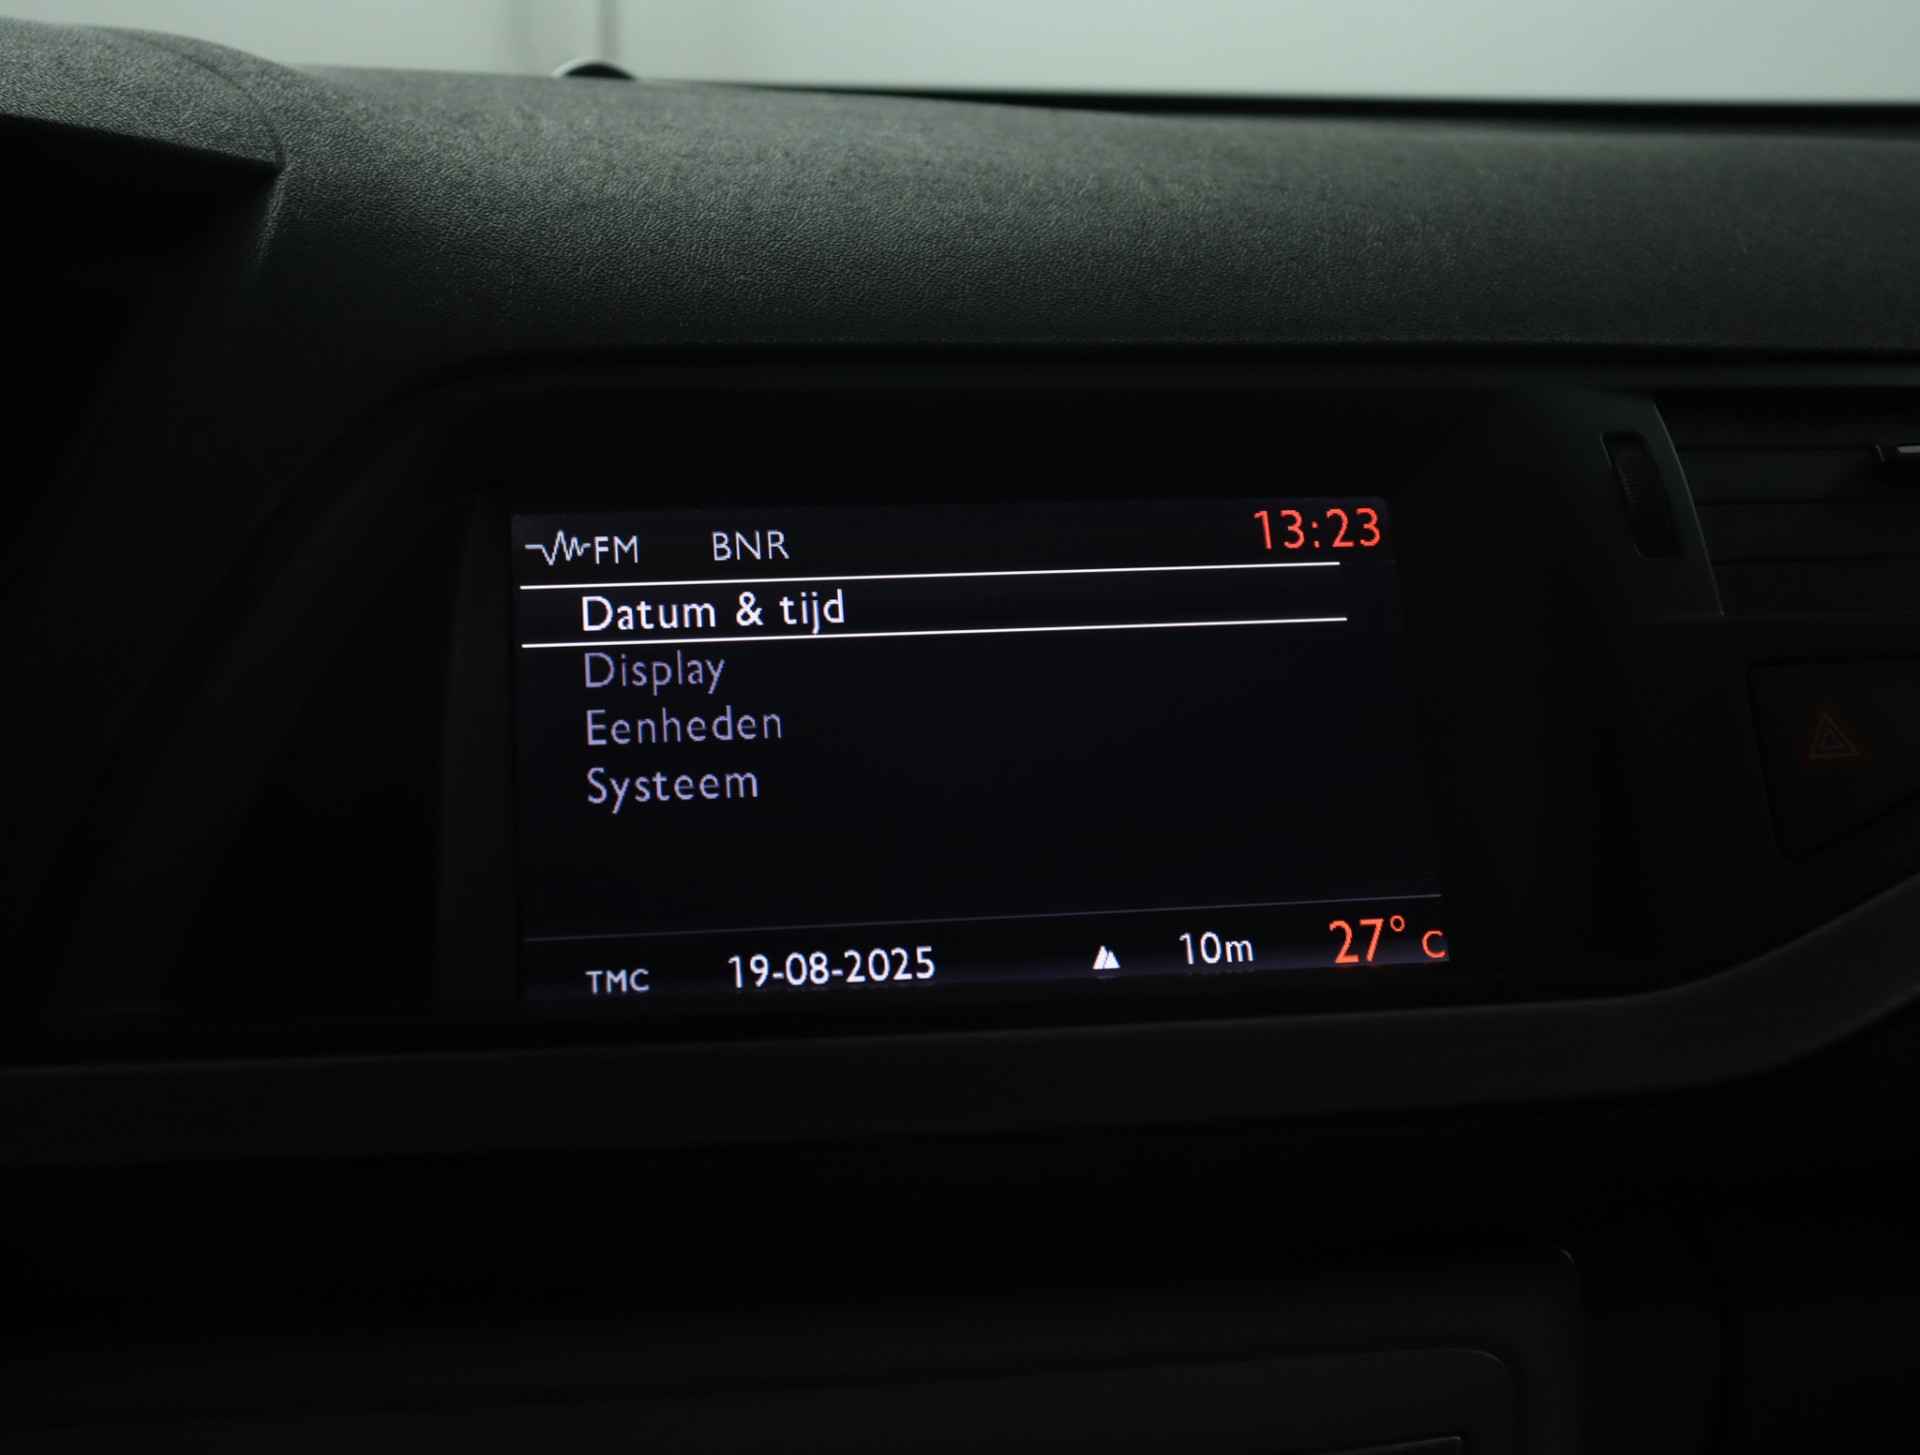 FM BNR 13:23
Datum & tijd
Display
Eenheden
Systeem
TMC 19-08-2025 10m 27° C